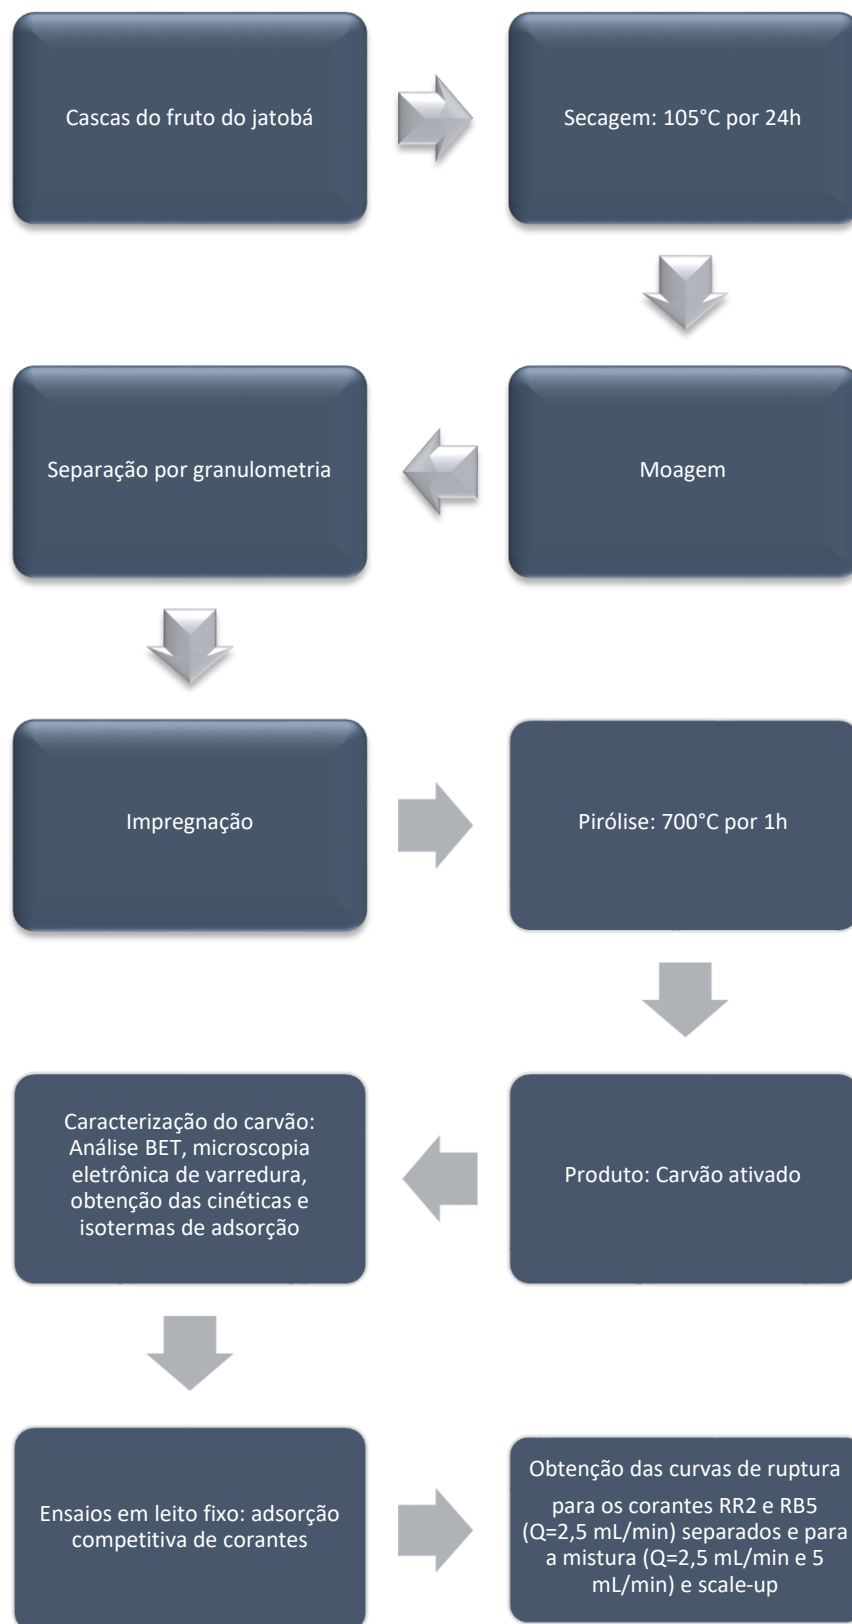 Cascas do fruto do jatobá
Secagem: 105°C por 24h
Moagem
Separação por granulometria
Impregnação
Pirólise: 700°C por 1h
Produto: Carvão ativado
Caracterização do carvão:
Análise BET, microscopia
eletrônica de varredura,
obtenção das cinéticas e
isotermas de adsorção
Ensaios em leito fixo: adsorção
competitiva de corantes
Obtenção das curvas de ruptura
para os corantes RR2 e RB5
(Q=2,5 mL/min) separados e para
a mistura (Q=2,5 mL/min e 5
mL/min) e scale-up